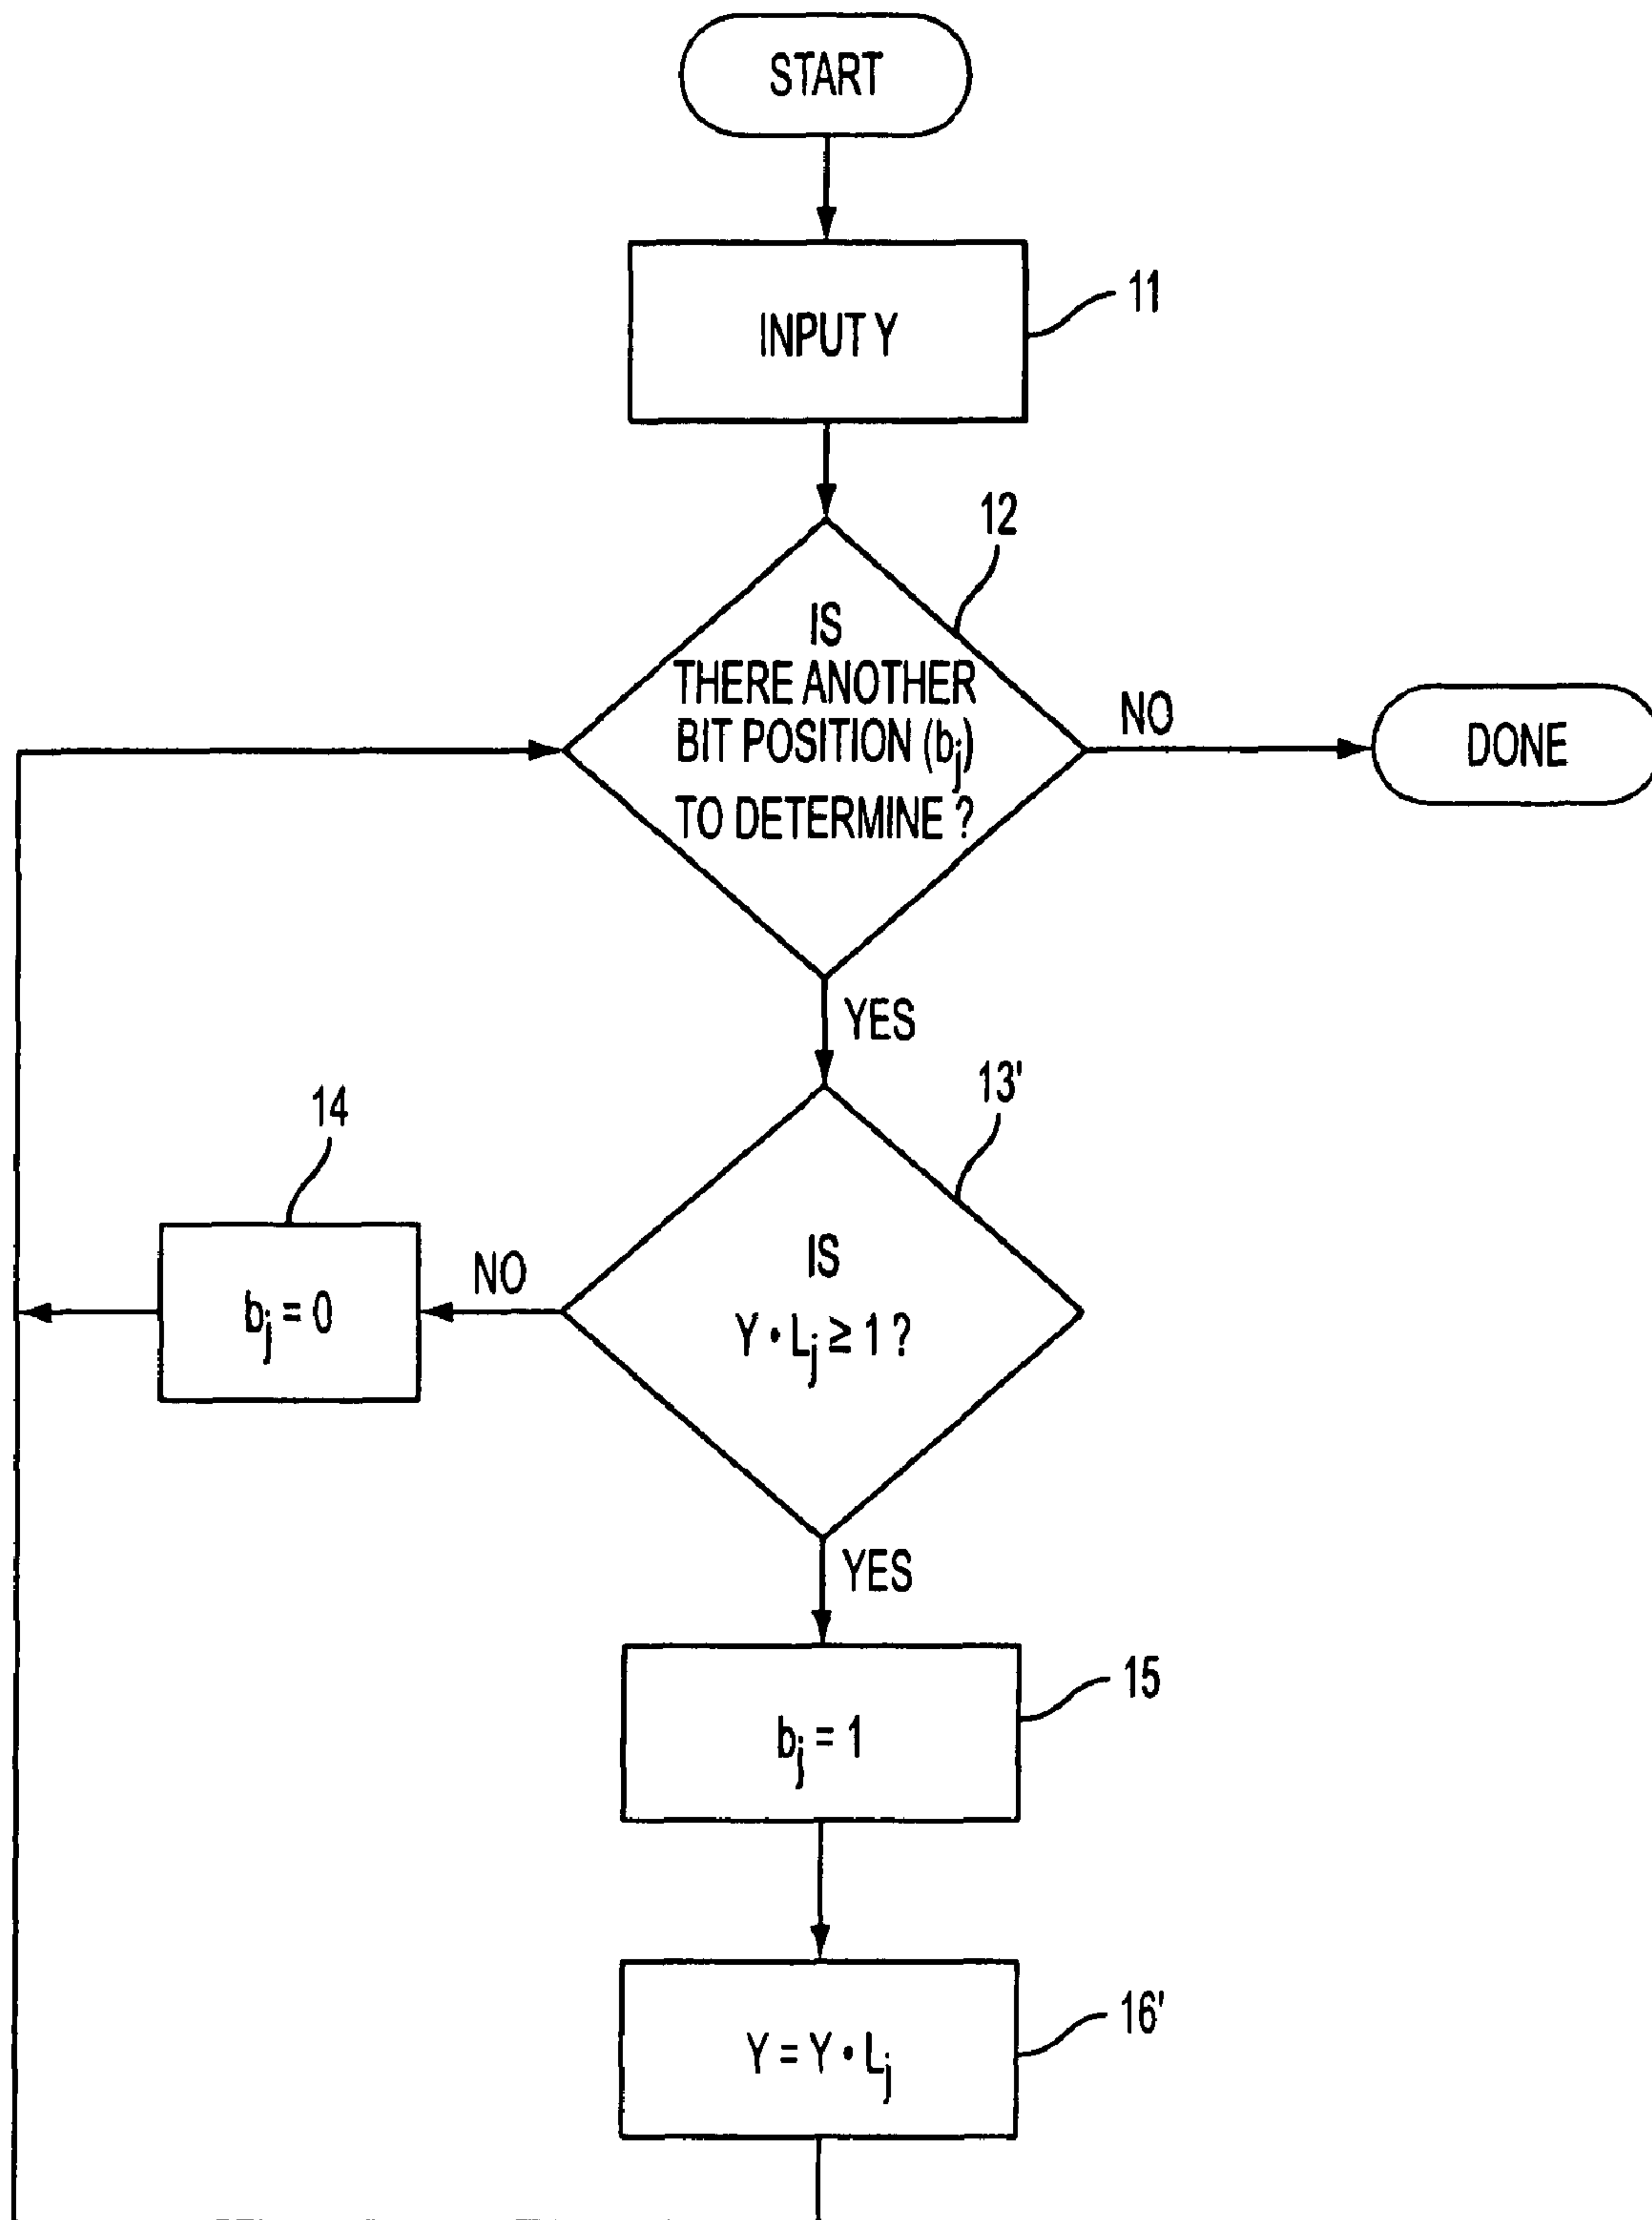 START
INPUT Y
11
12
IS
THERE ANOTHER
BIT POSITION (bj)
TO DETERMINE ?
NO
DONE
YES
13'
14
IS
Y • Lj ≥ 1 ?
NO
bj = 0
YES
15
bj = 1
16'
Y = Y • Lj